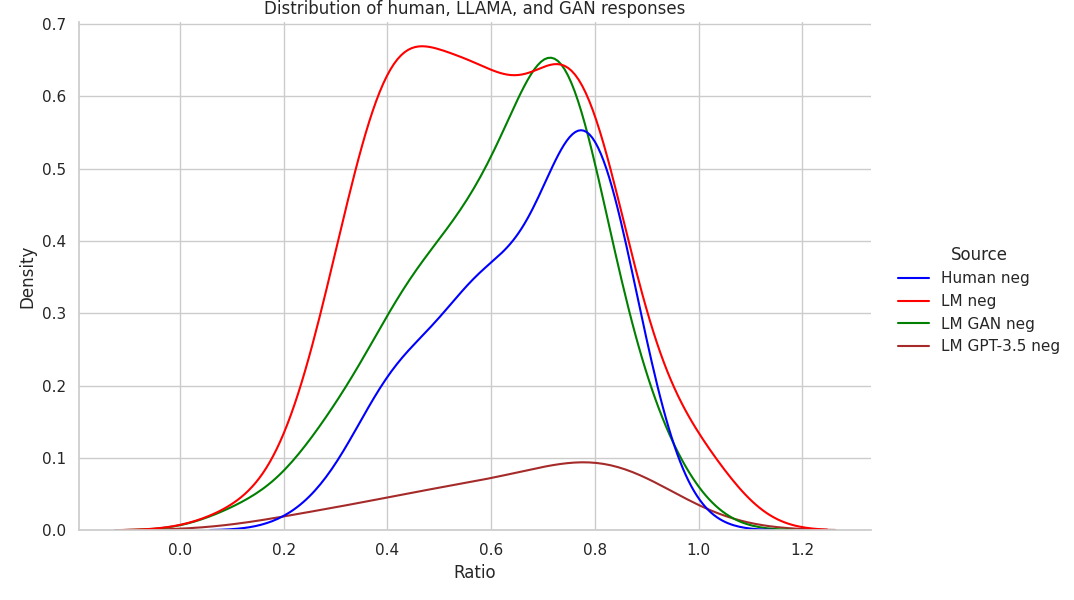 Distribution of human, LLAMA, and GAN responses
0.7
0.6
0.5
0.4
0.3
0.2
0.1
0.0
Density
0.0 0.2 0.4 0.6 0.8 1.0 1.2
Ratio
Source
Human neg
LM neg
LM GAN neg
LM GPT-3.5 neg